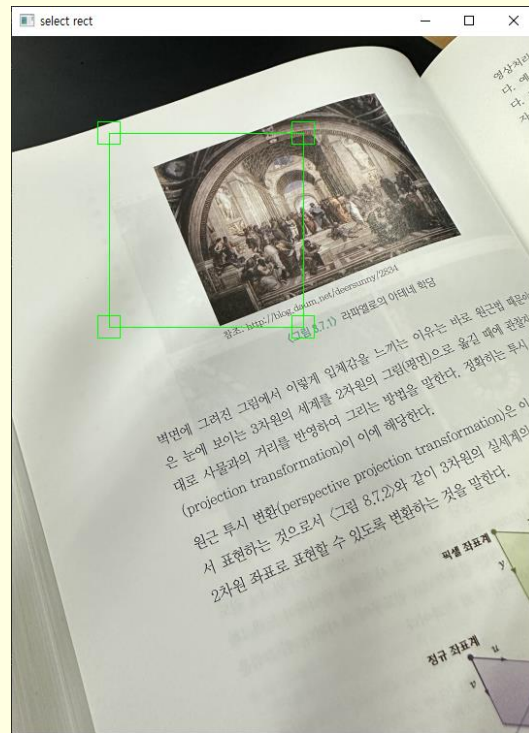 select rect
영상처리
다. 예
다.
자
참조: http://blog.daum.net/deersunny/2834
〈그림 8.7.1〉 라파엘로의 아테네 학당
벽면에 그려진 그림에서 이렇게 입체감을 느끼는 이유는 바로 원근법 때문이
은 눈에 보이는 3차원의 세계를 2차원의 그림(평면)으로 옮길 때에 관찰자
대로 사물과의 거리를 반영하여 그리는 방법을 말한다. 정확하는 투시
(projection transformation)이 이에 해당한다.
원근 투시 변환(perspective projection transformation)은 이
서 표현하는 것으로서 〈그림 8.7.2〉와 같이 3차원의 실세계의
2차원 좌표로 표현할 수 있도록 변환하는 것을 말한다.
픽셀 좌표계
y
정규 좌표계
u
v